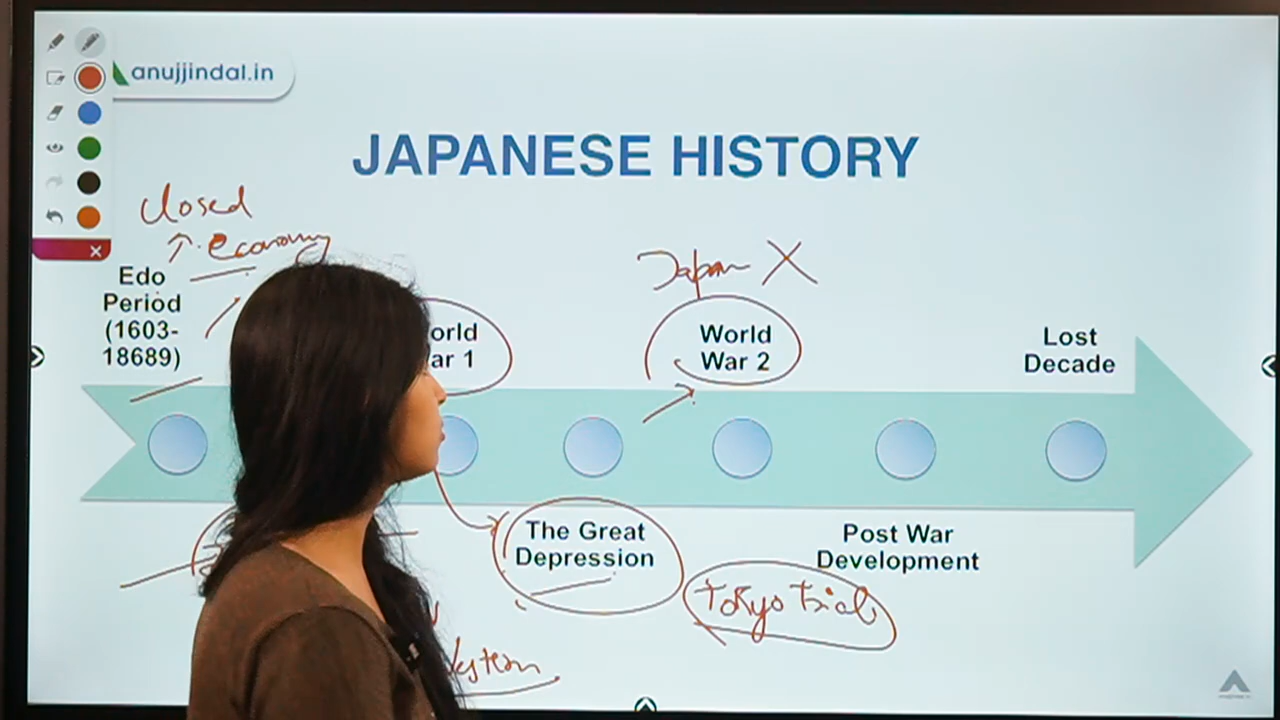 anujjindal.in
JAPANESE HISTORY
closed
↑. economy
Japan X
Edo
Period
(1603-
18689)
orld
ar 1
World
War 2
Lost
Decade
The Great
Depression
Post War
Development
Tokyo Trial
ystem